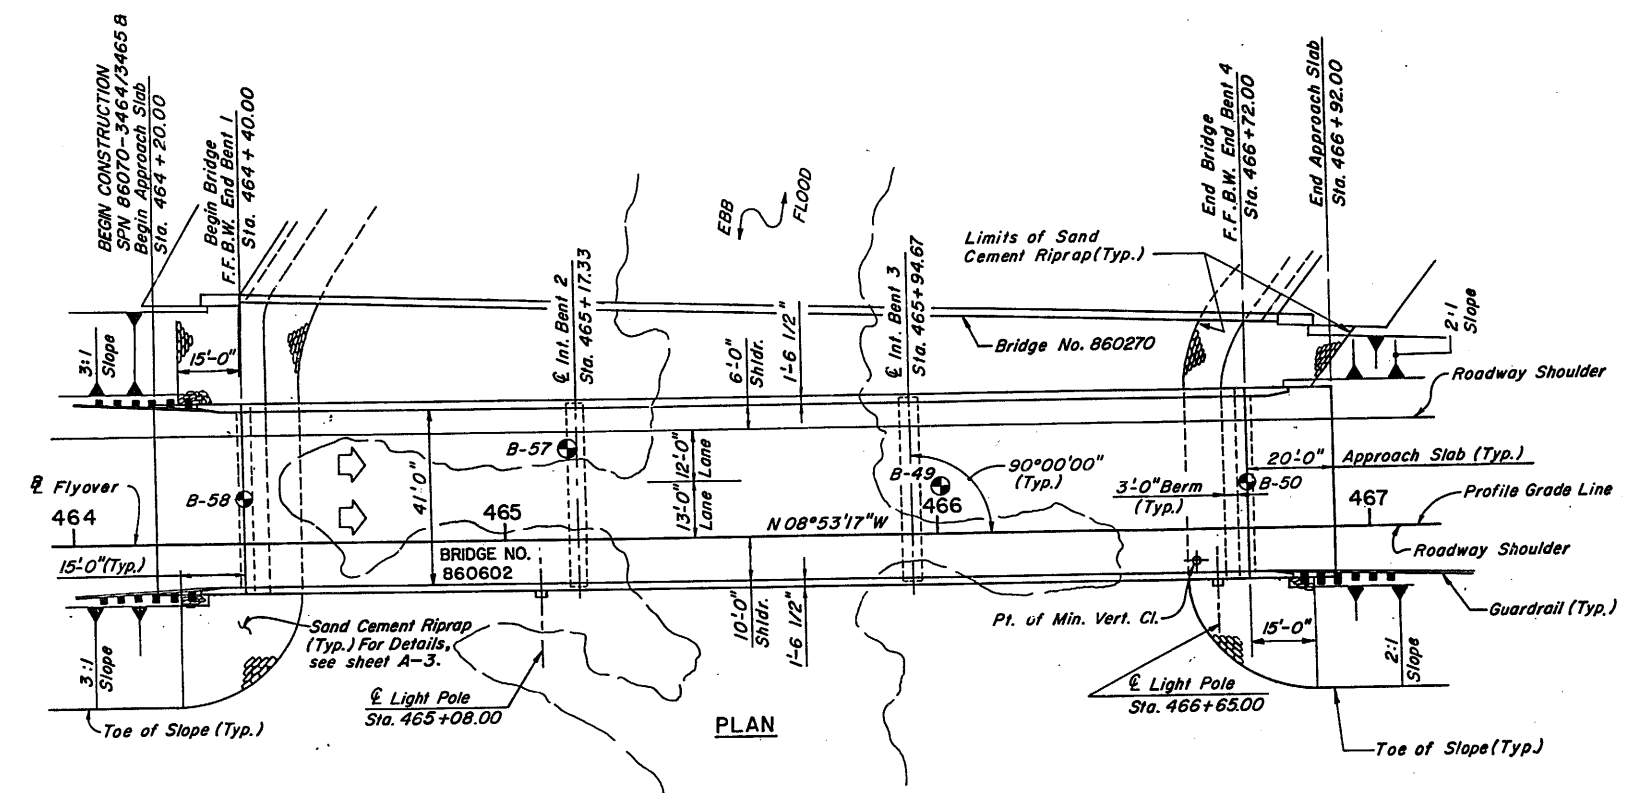 BEGIN CONSTRUCTION
SPN 86070-3464/3465 &
Begin Approach Slab
Sta. 464 + 20.00
Begin Bridge
F.F.B.W. End Bent 1
Sta. 464 + 40.00
EBB
FLOOD
End Bridge
F.F.B.W. End Bent 4
Sta. 466+72.00
End Approach Slab
Sta. 466+92.00
Limits of Sand
Cement Riprap (Typ.)
℄ Int. Bent 2
Sta. 465+17.33
℄ Int. Bent 3
Sta. 465+94.67
3:1
Slope
15'-0"
6'-0"
Shldr.
1'-6 1/2"
Bridge No. 860270
2:1
Slope
Roadway Shoulder
B-57
12'-0"
Lane
13'-0"
Lane
41'-0"
B-49
90°00'00"
(Typ.)
20'-0"
Approach Slab (Typ.)
3'-0" Berm
(Typ.)
B-50
℄ Flyover
B-58
464
465
466
467
Profile Grade Line
N 08°53'17"W
Roadway Shoulder
15'-0" (Typ.)
BRIDGE NO.
860602
Guardrail (Typ.)
3:1
Slope
Sand Cement Riprap
(Typ.) For Details,
see sheet A-3.
10'-0"
Shldr.
1'-6 1/2"
Pt. of Min. Vert. Cl.
15'-0"
2:1
Slope
℄ Light Pole
Sta. 465+08.00
℄ Light Pole
Sta. 466+65.00
Toe of Slope (Typ.)
PLAN
Toe of Slope (Typ.)